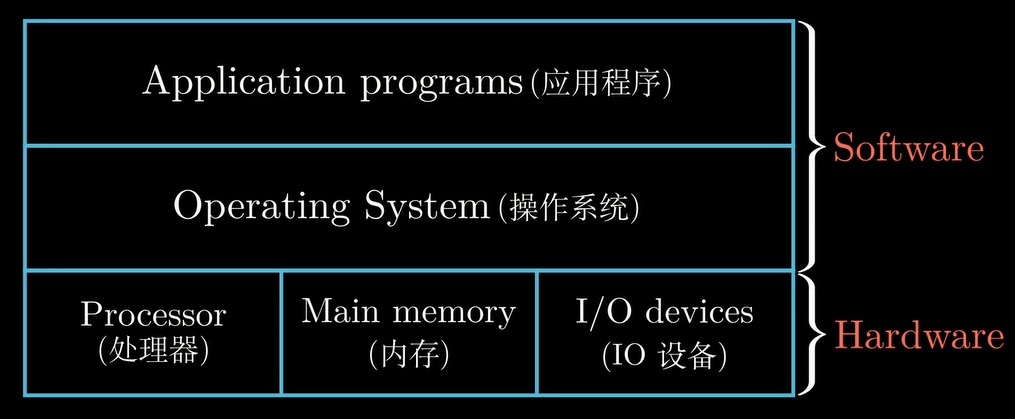 Application programs(应用程序)
Software
Operating System(操作系统)
Processor
(处理器)
Main memory
(内存)
I/O devices
(IO 设备)
Hardware